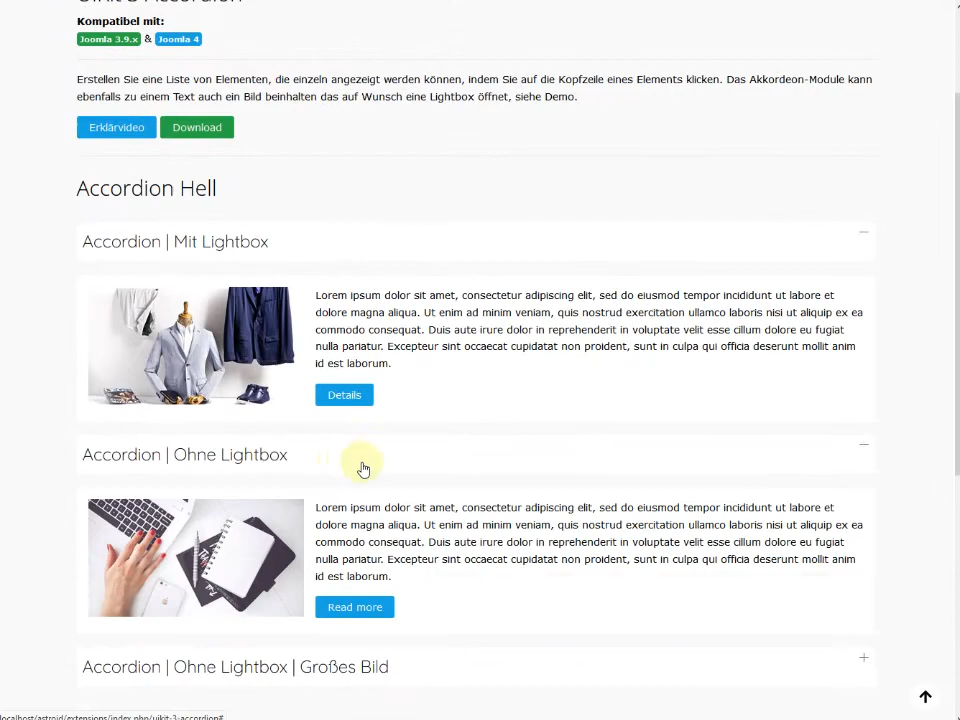 Kompatibel mit:
Joomla 3.9.x & Joomla 4
Erstellen Sie eine Liste von Elementen, die einzeln angezeigt werden können, indem Sie auf die Kopfzeile eines Elements klicken. Das Akkordeon-Module kann
ebenfalls zu einem Text auch ein Bild beinhalten das auf Wunsch eine Lightbox öffnet, siehe Demo.
Erklärvideo Download
Accordion Hell
Accordion | Mit Lightbox
Lorem ipsum dolor sit amet, consectetur adipiscing elit, sed do eiusmod tempor incididunt ut labore et
dolore magna aliqua. Ut enim ad minim veniam, quis nostrud exercitation ullamco laboris nisi ut aliquip ex ea
commodo consequat. Duis aute irure dolor in reprehenderit in voluptate velit esse cillum dolore eu fugiat
nulla pariatur. Excepteur sint occaecat cupidatat non proident, sunt in culpa qui officia deserunt mollit anim
id est laborum.
Details
Accordion | Ohne Lightbox
Lorem ipsum dolor sit amet, consectetur adipiscing elit, sed do eiusmod tempor incididunt ut labore et
dolore magna aliqua. Ut enim ad minim veniam, quis nostrud exercitation ullamco laboris nisi ut aliquip ex ea
commodo consequat. Duis aute irure dolor in reprehenderit in voluptate velit esse cillum dolore eu fugiat
nulla pariatur. Excepteur sint occaecat cupidatat non proident, sunt in culpa qui officia deserunt mollit anim
id est laborum.
Read more
Accordion | Ohne Lightbox | Großes Bild
localhost/astroid/extensions/index.php/uikit-3-accordion#